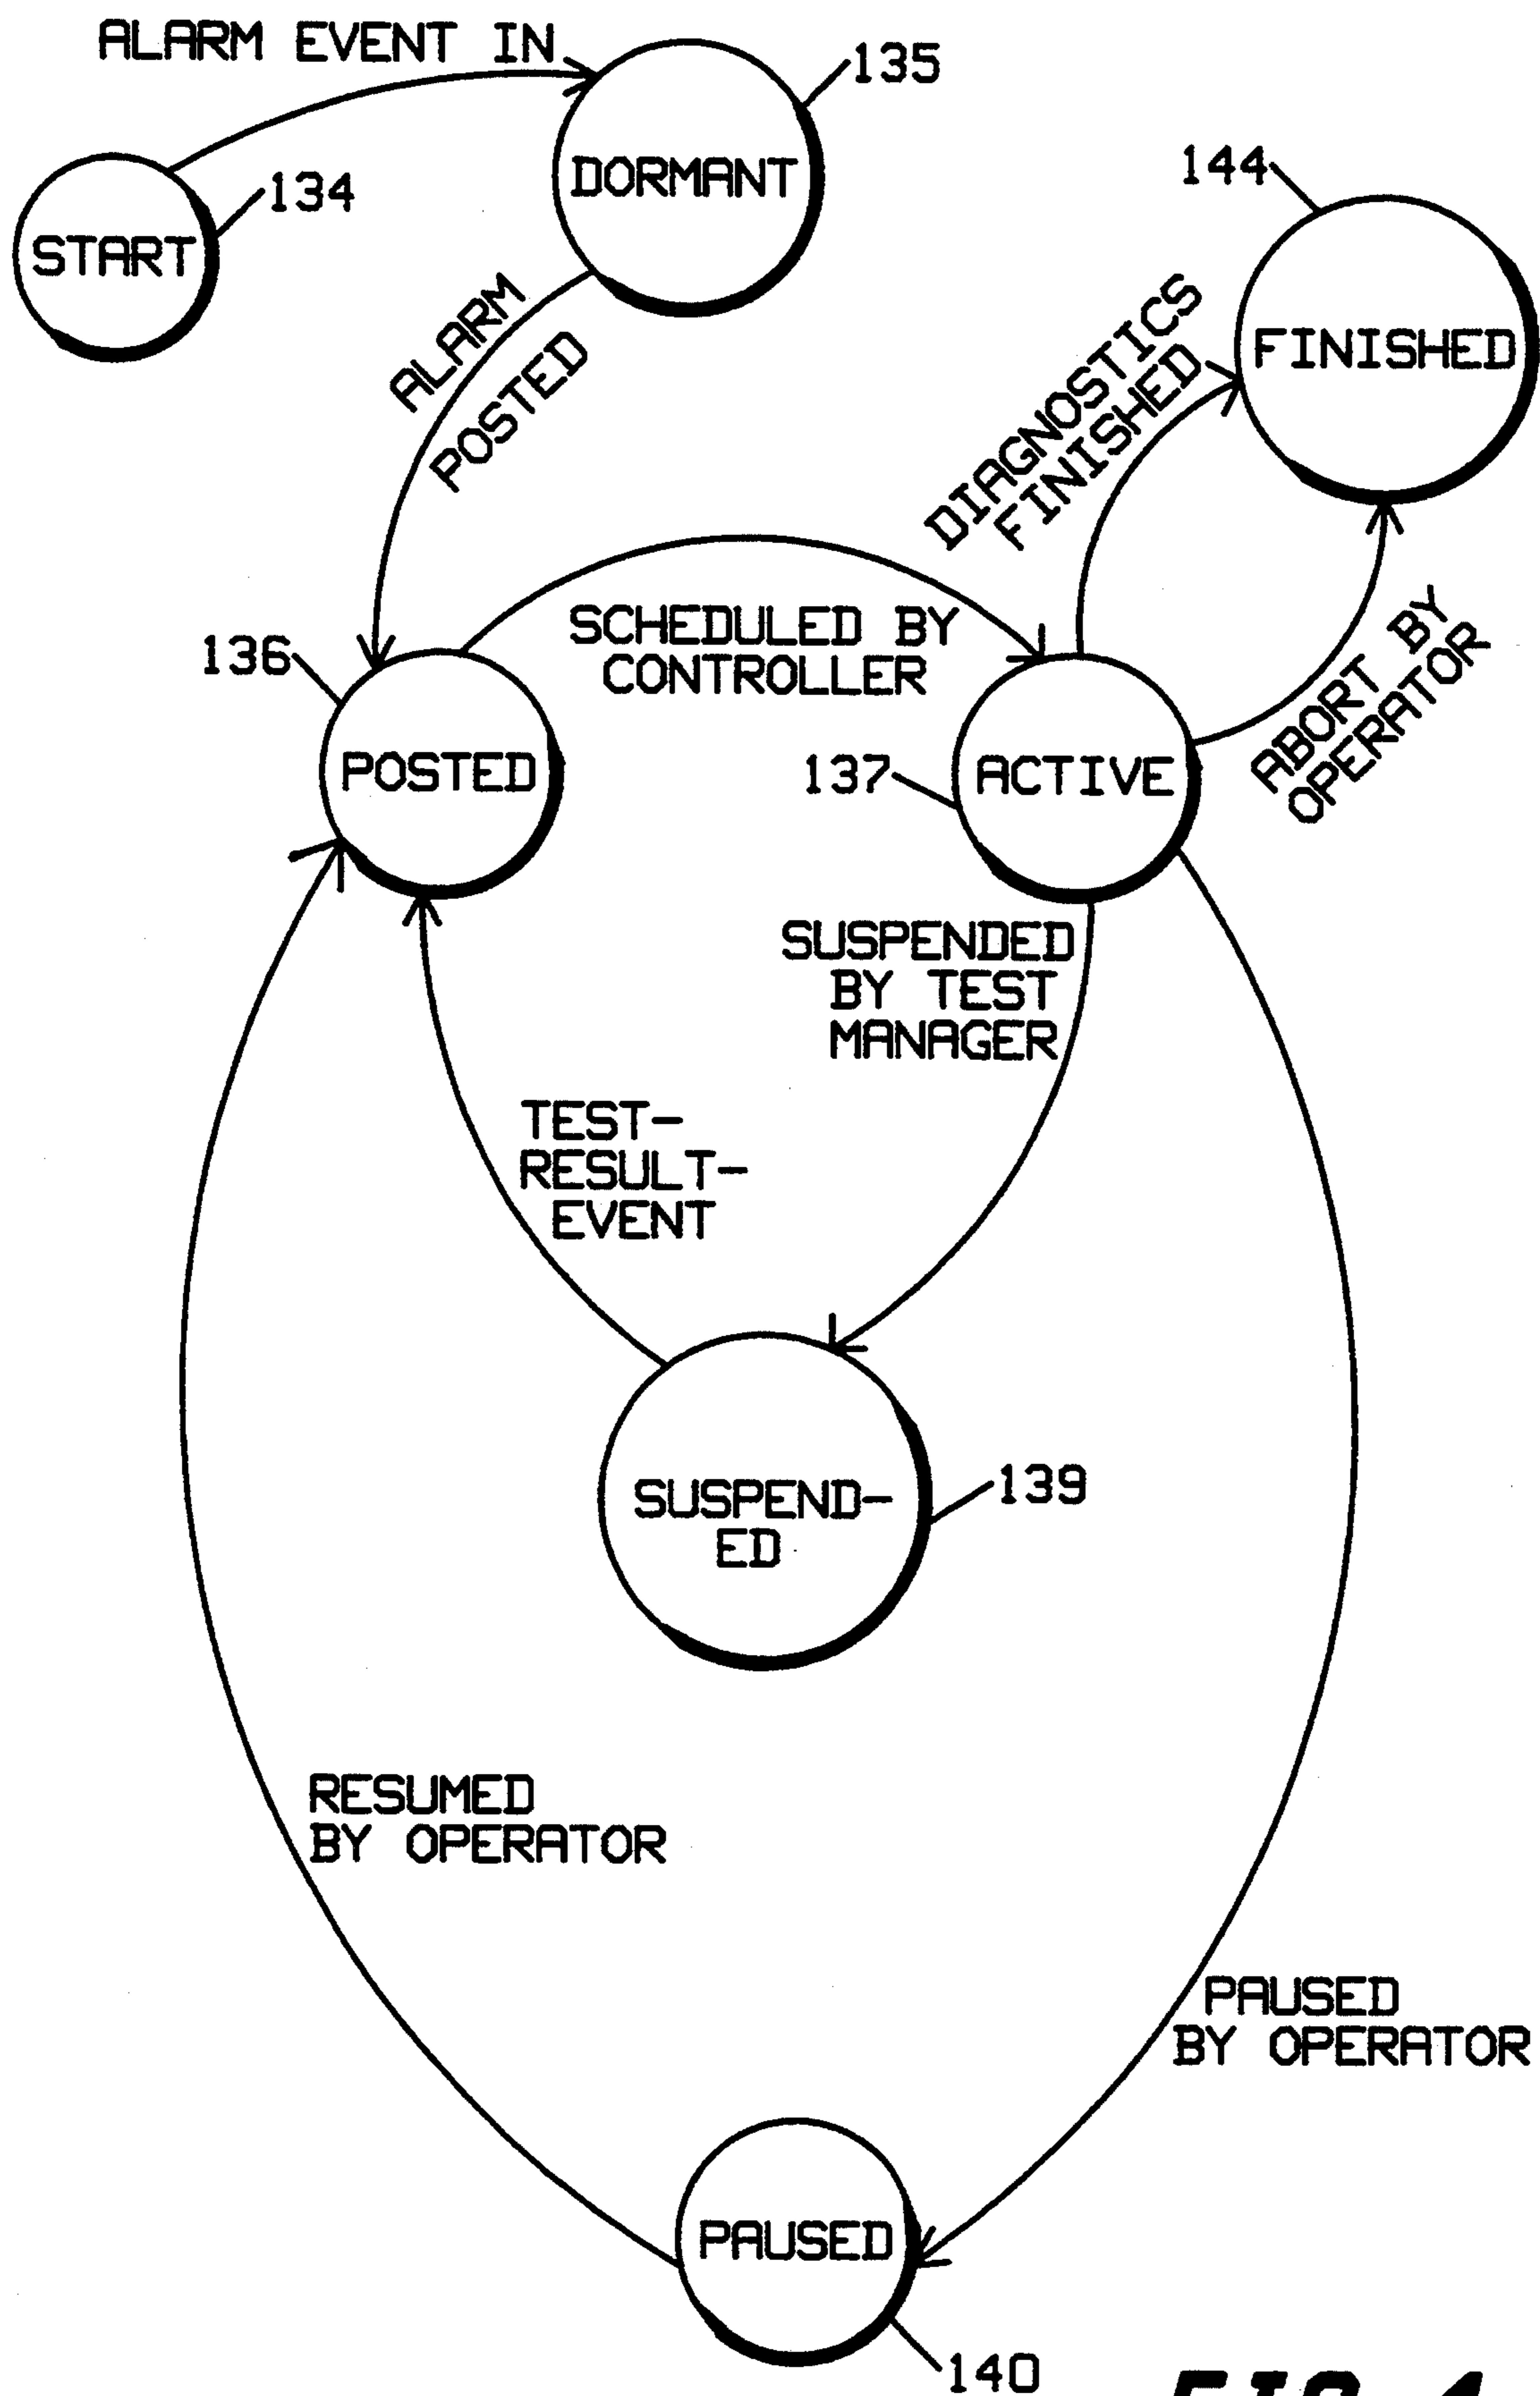 ALARM EVENT IN
135
DORMANT
144
134
START
FINISHED
ALARM
POSTED
DIAGNOSTICS
FINISHED
SCHEDULED BY
CONTROLLER
ABORT BY
OPERATOR
136
POSTED
137
ACTIVE
SUSPENDED
BY TEST
MANAGER
TEST-
RESULT-
EVENT
SUSPEND-
ED
139
RESUMED
BY OPERATOR
PAUSED
BY OPERATOR
PAUSED
140